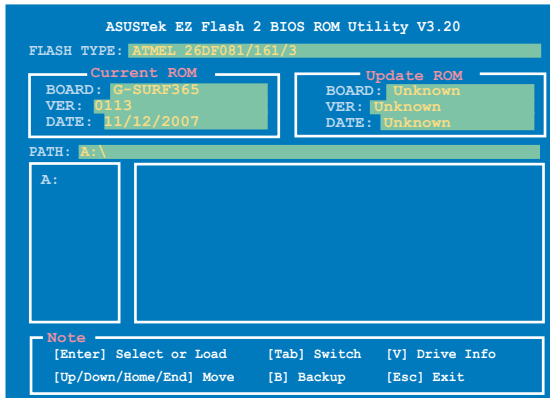 ASUSTek EZ Flash 2 BIOS ROM Utility V3.20
FLASH TYPE: ATMEL 26DF081/161/3
Current ROM
BOARD: G-SURF365
VER: 0113
DATE: 11/12/2007
Update ROM
BOARD: Unknown
VER: Unknown
DATE: Unknown
PATH: A:\
A:
Note
[Enter] Select or Load [Tab] Switch [V] Drive Info
[Up/Down/Home/End] Move [B] Backup [Esc] Exit